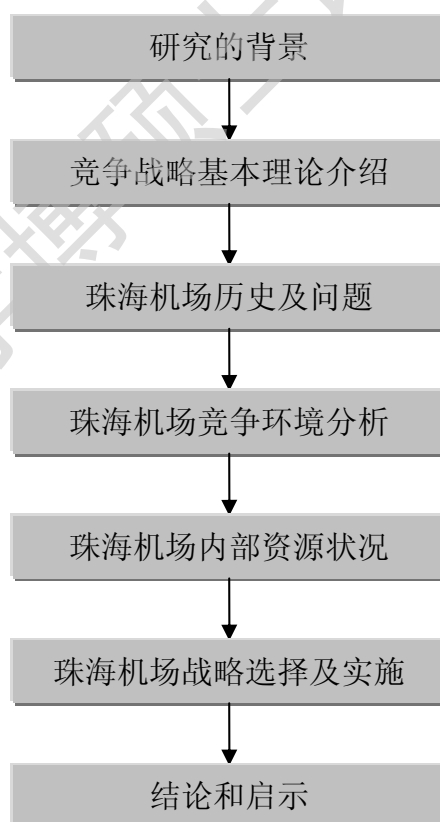 研究的背景
竞争战略基本理论介绍
珠海机场历史及问题
珠海机场竞争环境分析
珠海机场内部资源状况
珠海机场战略选择及实施
结论和启示